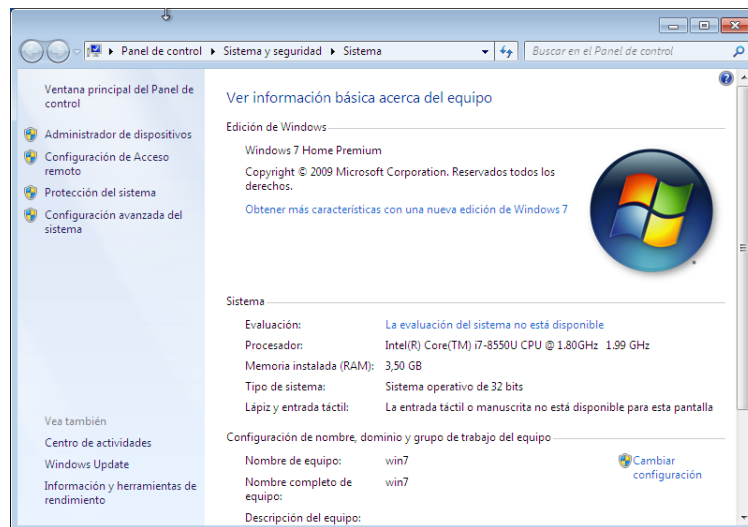 Panel de control ▸ Sistema y seguridad ▸ Sistema
Buscar en el Panel de control
Ventana principal del Panel de
control
Administrador de dispositivos
Configuración de Acceso
remoto
Protección del sistema
Configuración avanzada del
sistema
Vea también
Centro de actividades
Windows Update
Información y herramientas de
rendimiento
Ver información básica acerca del equipo
Edición de Windows
Windows 7 Home Premium
Copyright © 2009 Microsoft Corporation. Reservados todos los
derechos.
Obtener más características con una nueva edición de Windows 7
Sistema
Evaluación: La evaluación del sistema no está disponible
Procesador: Intel(R) Core(TM) i7-8550U CPU @ 1.80GHz 1.99 GHz
Memoria instalada (RAM): 3,50 GB
Tipo de sistema: Sistema operativo de 32 bits
Lápiz y entrada táctil: La entrada táctil o manuscrita no está disponible para esta pantalla
Configuración de nombre, dominio y grupo de trabajo del equipo
Nombre de equipo: win7
Cambiar
configuración
Nombre completo de
equipo:
win7
Descripción del equipo: